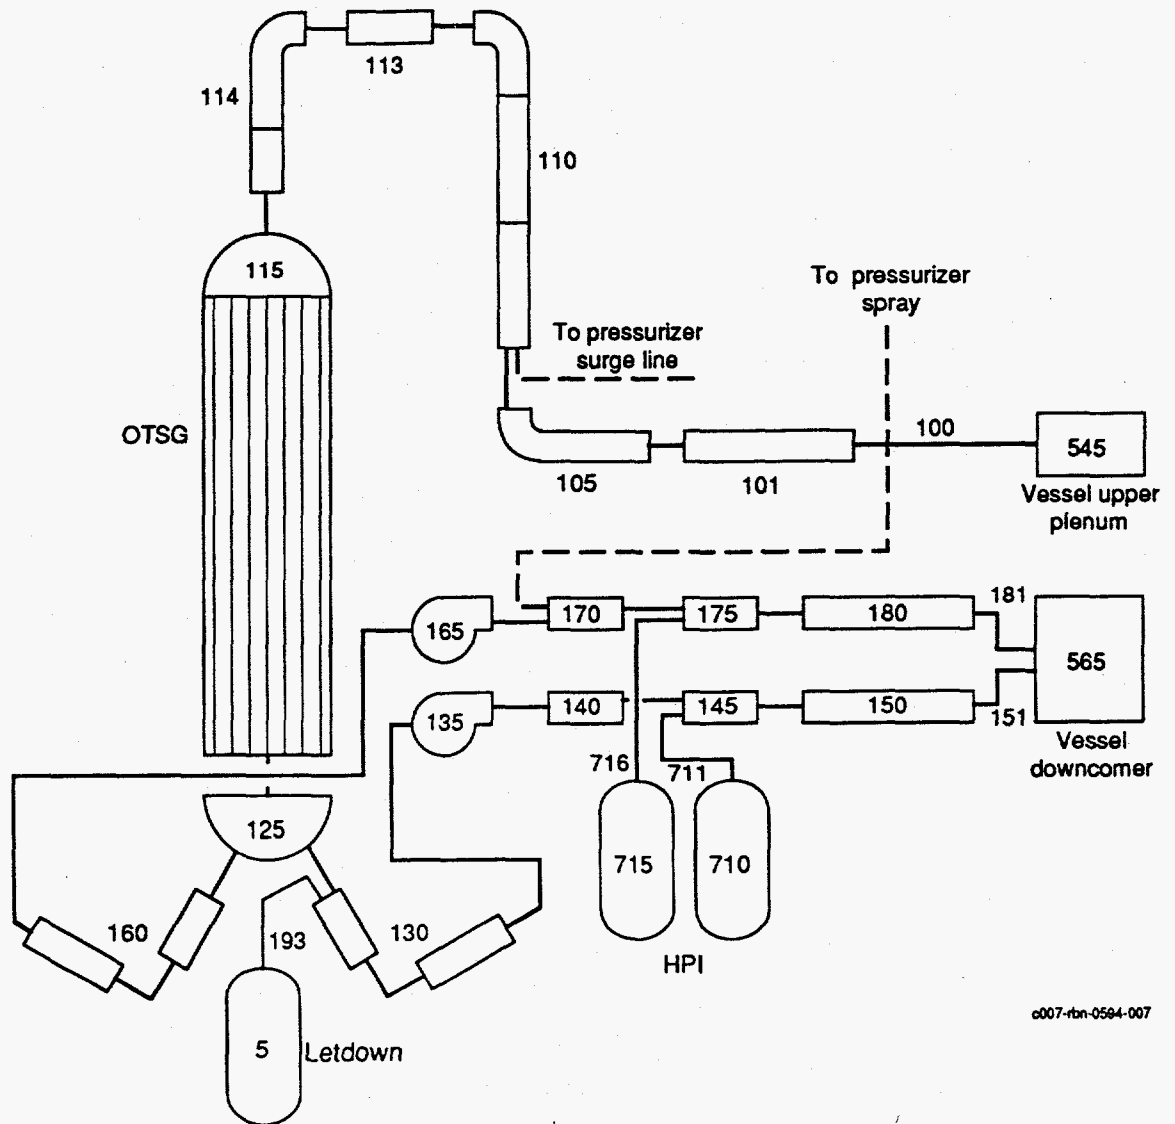 113
114
110
115
To pressurizer
spray
To pressurizer
surge line
OTSG
100
545
105
101
Vessel upper
plenum
181
170
175
180
165
565
140
145
150
135
151
Vessel
downcomer
716
711
125
715
710
160
193
130
HPI
c007-rbn-0594-007
5
Letdown